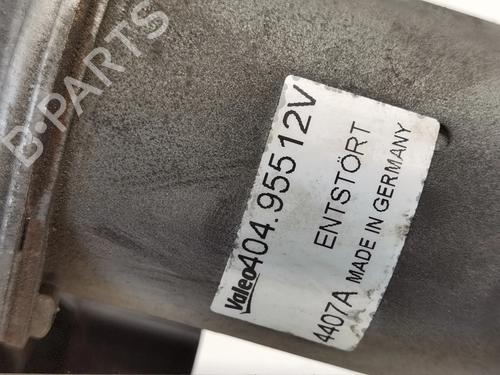 Valeo 404.955 12V
ENTSTÖRT
4407A MADE IN GERMANY
B-PARTS